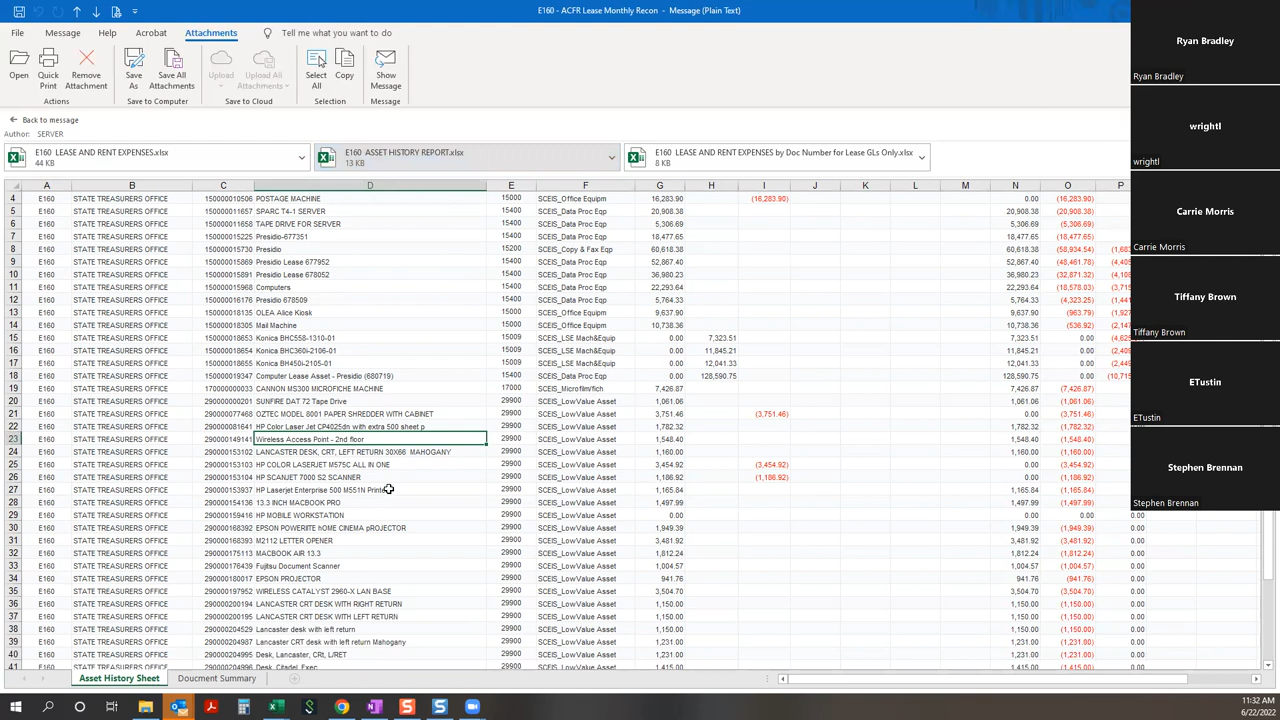 E160 - ACFR Lease Monthly Recon - Message (Plain Text)
File Message Help Acrobat Attachments Tell me what you want to do
Open Quick Print Remove Attachment Save As Save All Attachments Upload Upload All Attachments Select All Copy Show Message
Actions Save to Computer Save to Cloud Selection Message
Back to message
Author: SERVER
E160 LEASE AND RENT EXPENSES.xlsx
44 KB
E160 ASSET HISTORY REPORT.xlsx
13 KB
E160 LEASE AND RENT EXPENSES by Doc Number for Lease GLs Only.xlsx
8 KB
A B C D E F G H I J K L M N O P
4 E160 STATE TREASURERS OFFICE 150000010506 POSTAGE MACHINE 15000 SCEIS_Office Equipm 16,283.90 (16,283.90) 0.00 (16,283.90)
5 E160 STATE TREASURERS OFFICE 150000011657 SPARC T4-1 SERVER 15400 SCEIS_Data Proc Eqp 20,908.38 20,908.38 (20,908.38)
6 E160 STATE TREASURERS OFFICE 150000011658 TAPE DRIVE FOR SERVER 15400 SCEIS_Data Proc Eqp 5,306.69 5,306.69 (5,306.69)
7 E160 STATE TREASURERS OFFICE 150000015225 Presidio-677351 15400 SCEIS_Data Proc Eqp 18,477.65 18,477.65 (18,477.65)
8 E160 STATE TREASURERS OFFICE 150000015730 Presidio 15200 SCEIS_Copy & Fax Eqp 60,618.38 60,618.38 (58,934.54) (1,683
9 E160 STATE TREASURERS OFFICE 150000015869 Presidio Lease 677952 15400 SCEIS_Data Proc Eqp 52,867.40 52,867.40 (48,461.78) (4,405
10 E160 STATE TREASURERS OFFICE 150000015891 Presidio Lease 678052 15400 SCEIS_Data Proc Eqp 36,980.23 36,980.23 (32,871.32) (4,108
11 E160 STATE TREASURERS OFFICE 150000015968 Computers 15400 SCEIS_Data Proc Eqp 22,293.64 22,293.64 (18,578.03) (3,715
12 E160 STATE TREASURERS OFFICE 150000016176 Presidio 678509 15400 SCEIS_Data Proc Eqp 5,764.33 5,764.33 (4,323.25) (1,441
13 E160 STATE TREASURERS OFFICE 150000018135 OLEA Alice Kiosk 15000 SCEIS_Office Equipm 9,637.90 9,637.90 (963.79) (1,927
14 E160 STATE TREASURERS OFFICE 150000018305 Mail Machine 15000 SCEIS_Office Equipm 10,738.36 10,738.36 (536.92) (2,147
15 E160 STATE TREASURERS OFFICE 150000018653 Konica BHC558-1310-01 15009 SCEIS_LSE Mach&Equip 0.00 7,323.51 7,323.51 0.00 (4,625
16 E160 STATE TREASURERS OFFICE 150000018654 Konica BHC360i-2106-01 15009 SCEIS_LSE Mach&Equip 0.00 11,845.21 11,845.21 0.00 (2,409
17 E160 STATE TREASURERS OFFICE 150000018655 Konica BH450i-2105-01 15009 SCEIS_LSE Mach&Equip 0.00 12,041.33 12,041.33 0.00 (2,449
18 E160 STATE TREASURERS OFFICE 150000019347 Computer Lease Asset - Presidio (680719) 15400 SCEIS_Data Proc Eqp 0.00 128,590.75 128,590.75 0.00 (10,715
19 E160 STATE TREASURERS OFFICE 170000000033 CANNON MS300 MICROFICHE MACHINE 17000 SCEIS_Microfilm/fich 7,426.87 7,426.87 (7,426.87)
20 E160 STATE TREASURERS OFFICE 290000000201 SUNFIRE DAT 72 Tape Drive 29900 SCEIS_LowValue Asset 1,061.06 1,061.06 (1,061.06)
21 E160 STATE TREASURERS OFFICE 290000077468 OZTEC MODEL 8001 PAPER SHREDDER WITH CABINET 29900 SCEIS_LowValue Asset 3,751.46 (3,751.46) 0.00 (3,751.46)
22 E160 STATE TREASURERS OFFICE 290000081641 HP Color Laser Jet CP4025dn with extra 500 sheet p 29900 SCEIS_LowValue Asset 1,782.32 1,782.32 (1,782.32)
23 E160 STATE TREASURERS OFFICE 290000149141 Wireless Access Point - 2nd floor 29900 SCEIS_LowValue Asset 1,548.40 1,548.40 (1,548.40)
24 E160 STATE TREASURERS OFFICE 290000153102 LANCASTER DESK, CRT, LEFT RETURN 30X66 MAHOGANY 29900 SCEIS_LowValue Asset 1,160.00 1,160.00 (1,160.00)
25 E160 STATE TREASURERS OFFICE 290000153103 HP COLOR LASERJET M575C ALL IN ONE 29900 SCEIS_LowValue Asset 3,454.92 (3,454.92) 0.00 (3,454.92)
26 E160 STATE TREASURERS OFFICE 290000153104 HP SCANJET 7000 S2 SCANNER 29900 SCEIS_LowValue Asset 1,186.92 (1,186.92) 0.00 (1,186.92)
27 E160 STATE TREASURERS OFFICE 290000153937 HP Laserjet Enterprise 500 M551N 29900 SCEIS_LowValue Asset 1,165.84 1,165.84 (1,165.84)
28 E160 STATE TREASURERS OFFICE 290000154136 13.3 INCH MACBOOK PRO 29900 SCEIS_LowValue Asset 1,497.99 1,497.99 (1,497.99)
29 E160 STATE TREASURERS OFFICE 290000159416 HP MOBILE WORKSTATION 29900 SCEIS_LowValue Asset 0.00 0.00 0.00 0.00
30 E160 STATE TREASURERS OFFICE 290000168392 EPSON POWERlITE hOME CINEMA pROJECTOR 29900 SCEIS_LowValue Asset 1,949.39 1,949.39 (1,949.39) 0.00
31 E160 STATE TREASURERS OFFICE 290000169063 M2112 LETTER OPENER 29900 SCEIS_LowValue Asset 3,481.92 3,481.92 (3,481.92) 0.00
32 E160 STATE TREASURERS OFFICE 290000175113 MACBOOK AIR 13.3 29900 SCEIS_LowValue Asset 1,812.24 1,812.24 (1,812.24) 0.00
33 E160 STATE TREASURERS OFFICE 290000176439 Fujitsu Document Scanner 29900 SCEIS_LowValue Asset 1,004.57 1,004.57 (1,004.57) 0.00
34 E160 STATE TREASURERS OFFICE 290000180017 EPSON PROJECTOR 29900 SCEIS_LowValue Asset 941.76 941.76 (941.76) 0.00
35 E160 STATE TREASURERS OFFICE 290000197952 WIRELESS CATALYST 2960-X LAN BASE 29900 SCEIS_LowValue Asset 3,504.70 3,504.70 (3,504.70) 0.00
36 E160 STATE TREASURERS OFFICE 290000200194 LANCASTER CRT DESK WITH RIGHT RETURN 29900 SCEIS_LowValue Asset 1,150.00 1,150.00 (1,150.00) 0.00
37 E160 STATE TREASURERS OFFICE 290000200195 LANCASTER CRT DESK WITH LEFT RETURN 29900 SCEIS_LowValue Asset 1,150.00 1,150.00 (1,150.00) 0.00
38 E160 STATE TREASURERS OFFICE 290000204529 Lancaster desk with left return 29900 SCEIS_LowValue Asset 1,150.00 1,150.00 (1,150.00) 0.00
39 E160 STATE TREASURERS OFFICE 290000204987 Lancaster CRT desk with left return Mahogany 29900 SCEIS_LowValue Asset 1,231.00 1,231.00 (1,231.00) 0.00
40 E160 STATE TREASURERS OFFICE 290000204995 Desk, Lancaster, Crt, L/RET 29900 SCEIS_LowValue Asset 1,231.00 1,231.00 (1,231.00) 0.00
41 E160 STATE TREASURERS OFFICE 290000204996 Desk, Citadel, Exec 29900 SCEIS_LowValue Asset 1,415.00 1,415.00 (1,415.00) 0.00
Asset History Sheet Doucment Summary
11:32 AM
6/22/2022
Ryan Bradley
Ryan Bradley
wrightl
wrightl
Carrie Morris
Carrie Morris
Tiffany Brown
Tiffany Brown
ETustin
ETustin
Stephen Brennan
Stephen Brennan